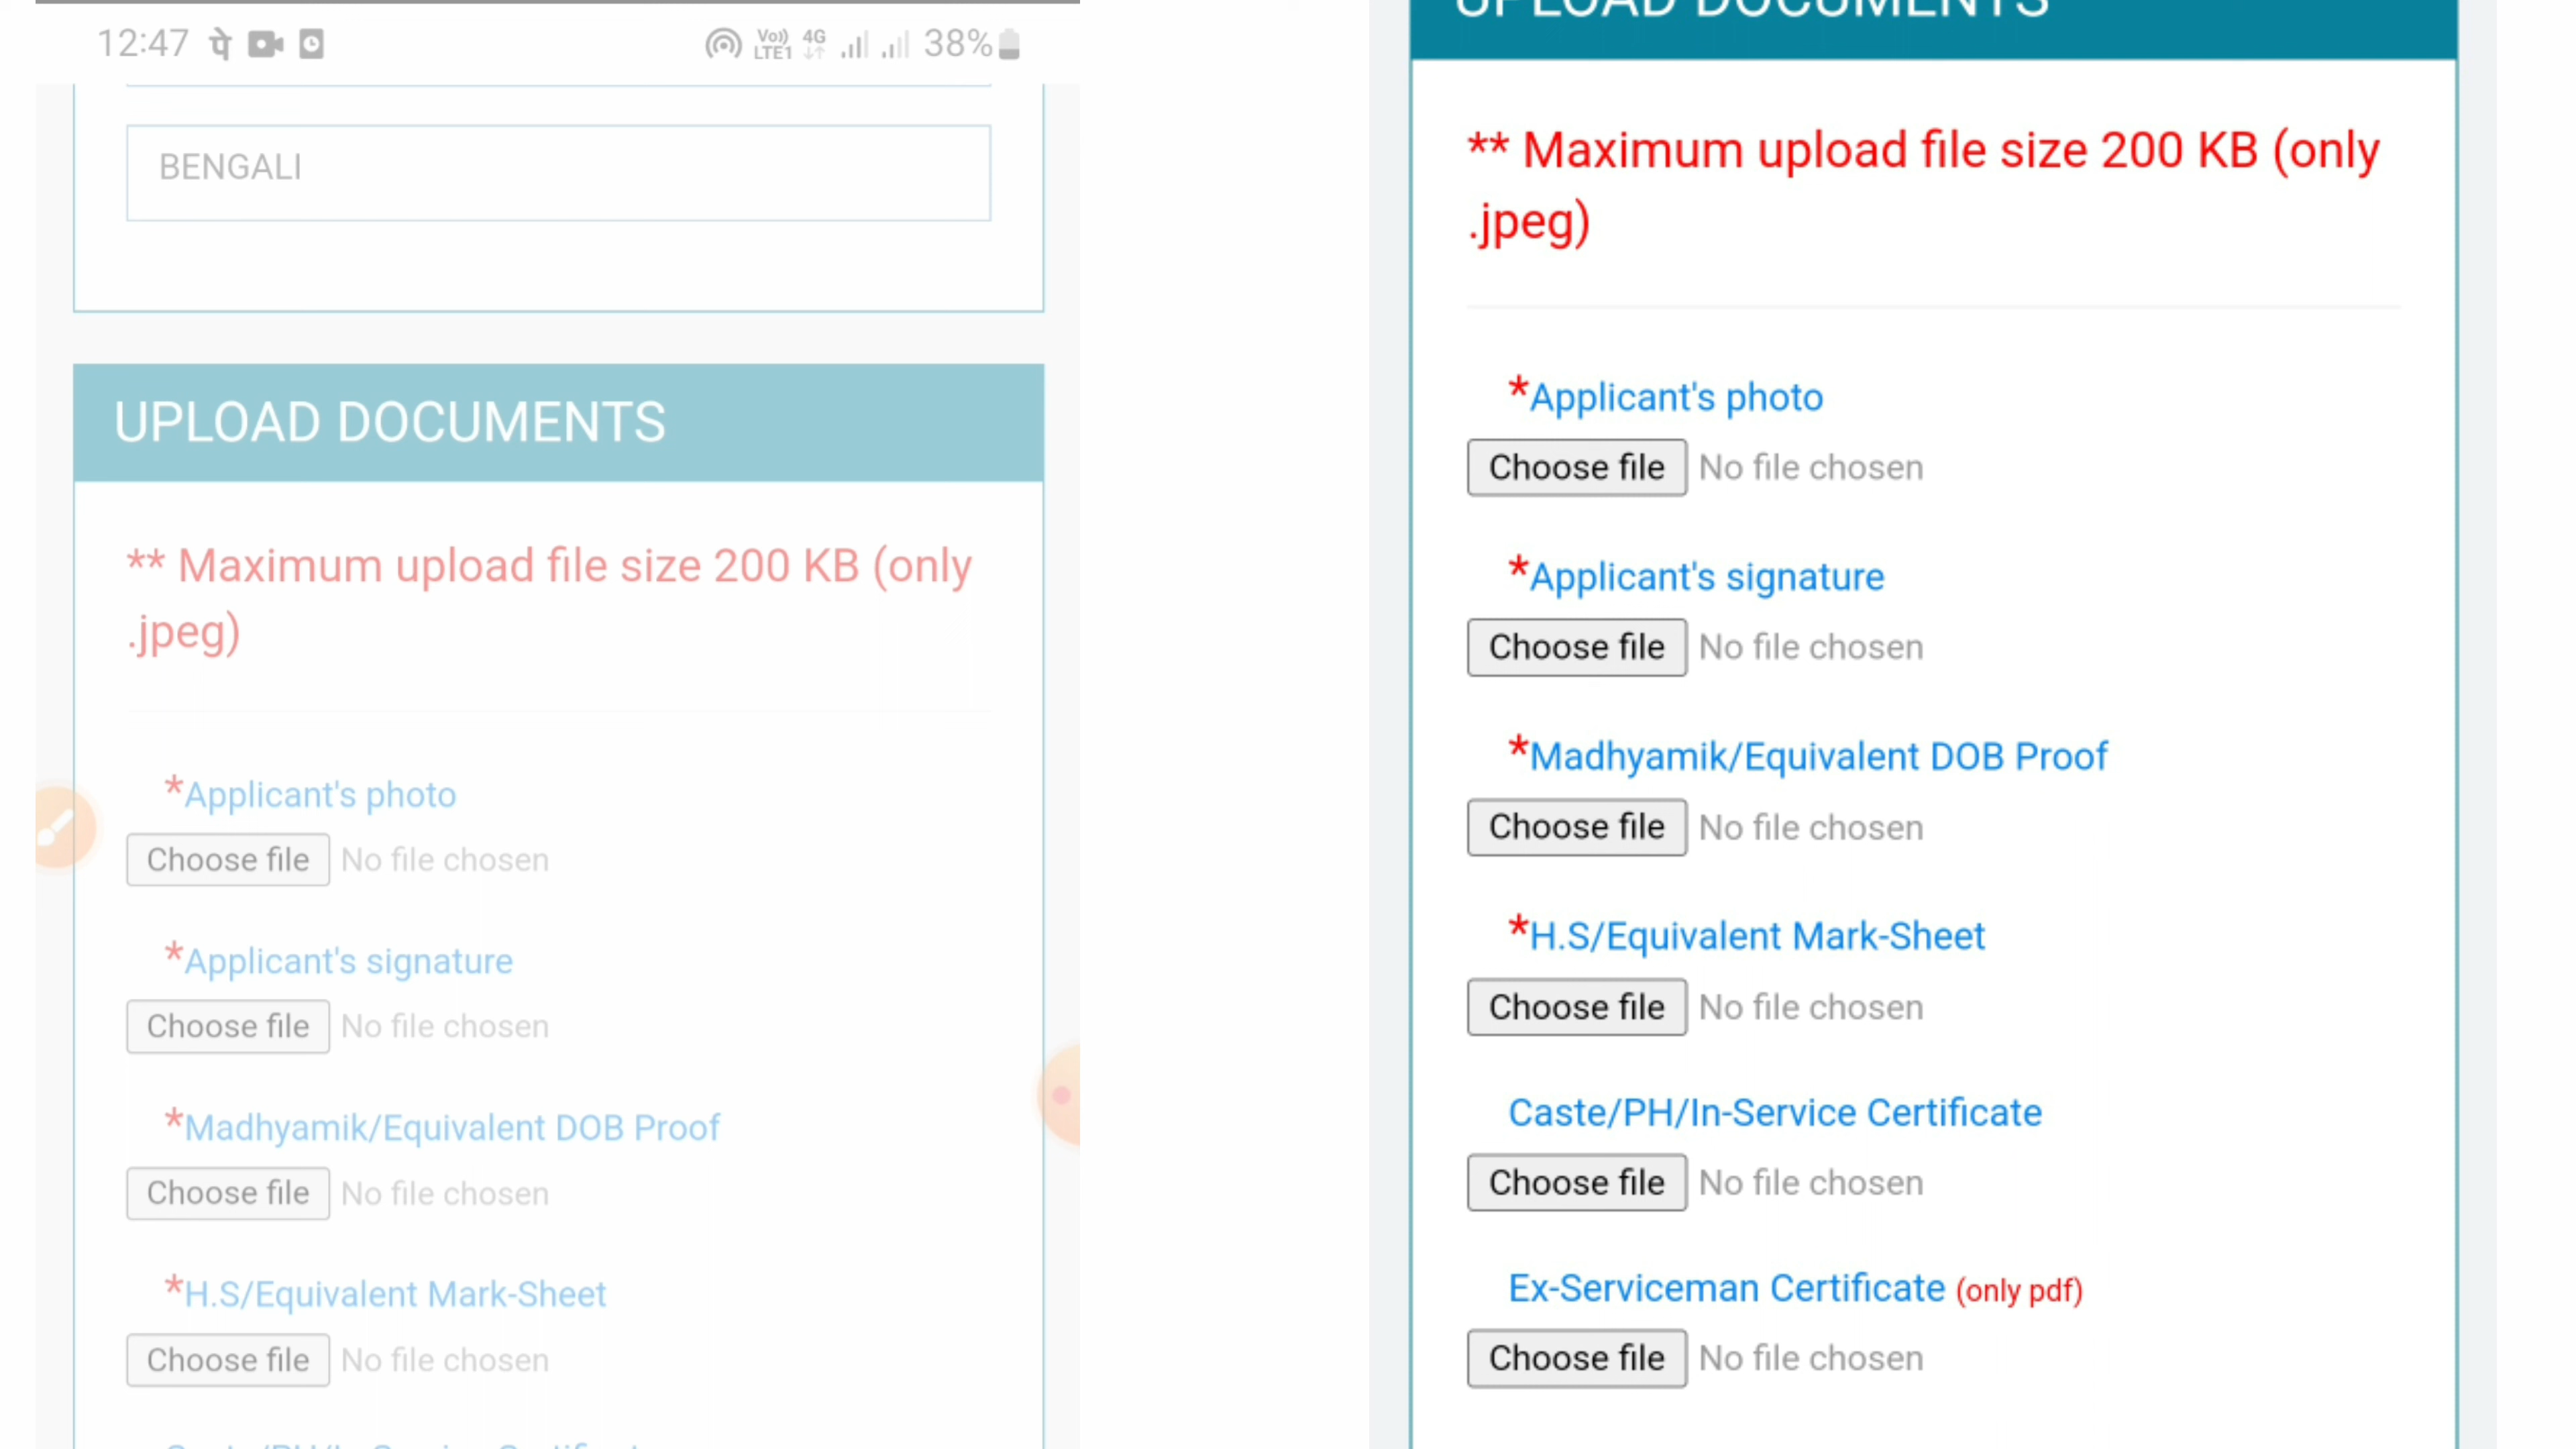 12:47 पे Vo)) LTE1 4G 38%
BENGALI
UPLOAD DOCUMENTS
** Maximum upload file size 200 KB (only
.jpeg)
*Applicant's photo
Choose file No file chosen
*Applicant's signature
Choose file No file chosen
*Madhyamik/Equivalent DOB Proof
Choose file No file chosen
*H.S/Equivalent Mark-Sheet
Choose file No file chosen
UPLOAD DOCUMENTS
** Maximum upload file size 200 KB (only
.jpeg)
*Applicant's photo
Choose file No file chosen
*Applicant's signature
Choose file No file chosen
*Madhyamik/Equivalent DOB Proof
Choose file No file chosen
*H.S/Equivalent Mark-Sheet
Choose file No file chosen
Caste/PH/In-Service Certificate
Choose file No file chosen
Ex-Serviceman Certificate (only pdf)
Choose file No file chosen